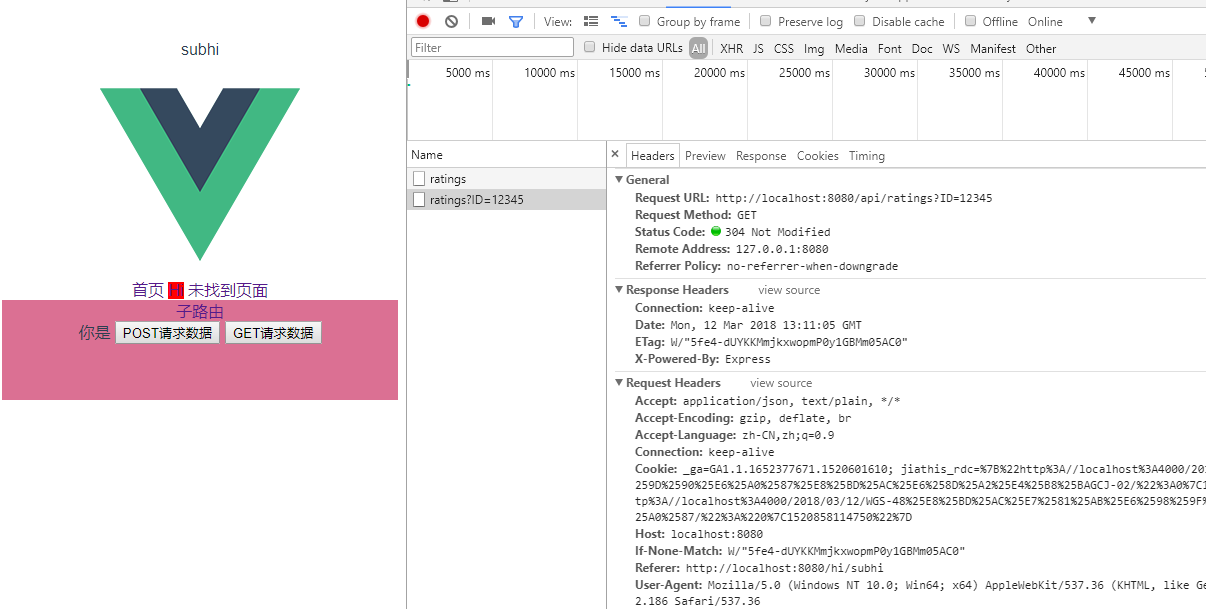 subhi
首页 H 未找到页面
子路由
你是 POST请求数据 GET请求数据
View: Group by frame Preserve log Disable cache Offline Online
Filter Hide data URLs All XHR JS CSS Img Media Font Doc WS Manifest Other
5000 ms 10000 ms 15000 ms 20000 ms 25000 ms 30000 ms 35000 ms 40000 ms 45000 ms
Name
ratings
ratings?ID=12345
× Headers Preview Response Cookies Timing
General
Request URL: http://localhost:8080/api/ratings?ID=12345
Request Method: GET
Status Code: 304 Not Modified
Remote Address: 127.0.0.1:8080
Referrer Policy: no-referrer-when-downgrade
Response Headers view source
Connection: keep-alive
Date: Mon, 12 Mar 2018 13:11:05 GMT
ETag: W/"5fe4-dUYKKMmjkxwopmP0y1GBMm05AC0"
X-Powered-By: Express
Request Headers view source
Accept: application/json, text/plain, */*
Accept-Encoding: gzip, deflate, br
Accept-Language: zh-CN,zh;q=0.9
Connection: keep-alive
Cookie: _ga=GA1.1.1652377671.1520601610; jiathis_rdc=%7B%22http%3A//localhost%3A4000/201
259D%2590%25E6%25A0%2587%25E8%25BD%25AC%25E6%258D%25A2%25E4%25B8%25BAGCJ-02/%22%3A0%7C1
tp%3A//localhost%3A4000/2018/03/12/WGS-48%25E8%25BD%25AC%25E7%2581%25AB%25E6%2598%259F%
25A0%2587/%22%3A%220%7C1520858114750%22%7D
Host: localhost:8080
If-None-Match: W/"5fe4-dUYKKMmjkxwopmP0y1GBMm05AC0"
Referer: http://localhost:8080/hi/subhi
User-Agent: Mozilla/5.0 (Windows NT 10.0; Win64; x64) AppleWebKit/537.36 (KHTML, like Ge
2.186 Safari/537.36